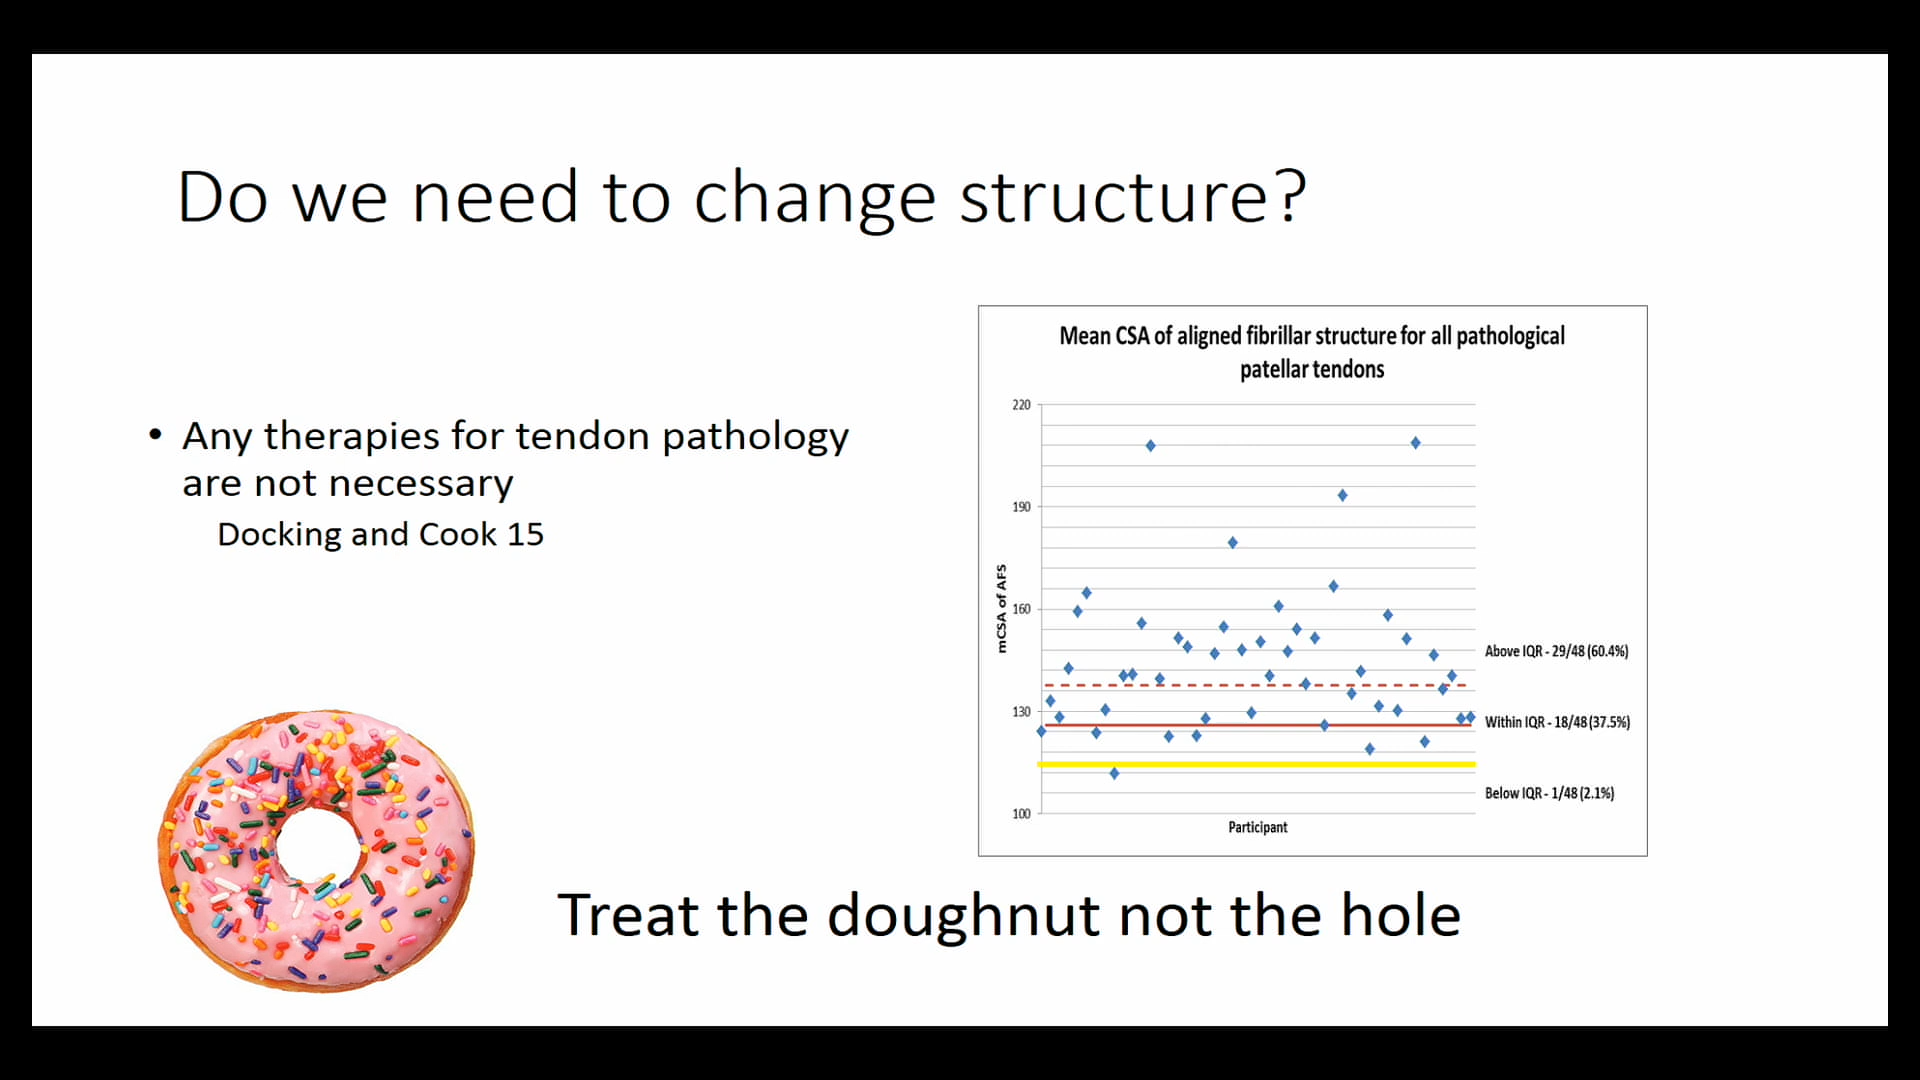 Do we need to change structure?
• Any therapies for tendon pathology
are not necessary
Docking and Cook 15
Mean CSA of aligned fibrillar structure for all pathological
patellar tendons
mCSA of AFS
220
190
160
130
100
Above IQR - 29/48 (60.4%)
Within IQR - 18/48 (37.5%)
Below IQR - 1/48 (2.1%)
Participant
Treat the doughnut not the hole